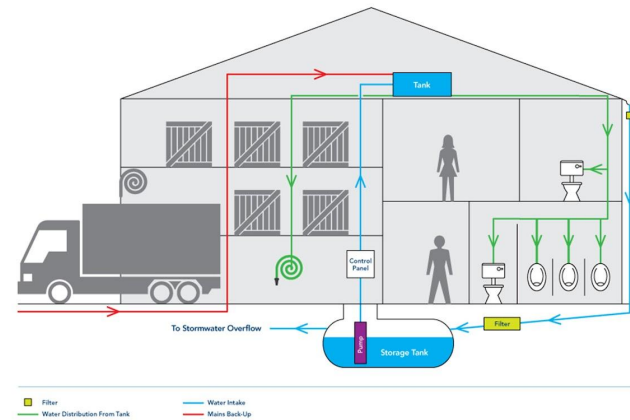 Tank
Control
Panel
To Stormwater Overflow
Pump
Storage Tank
Filter
Filter
Water Intake
Water Distribution From Tank
Mains Back-Up